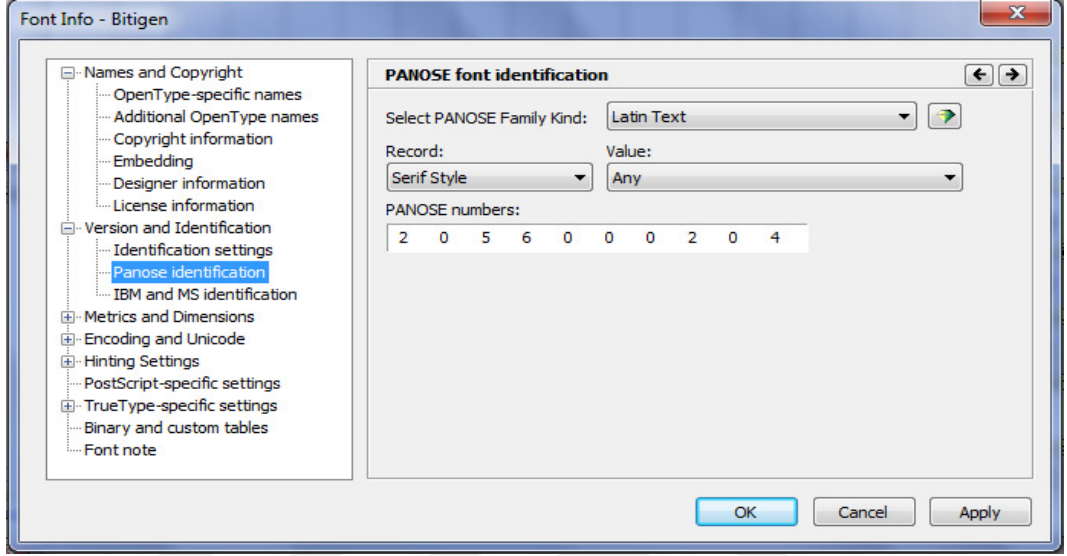 Font Info - Bitigen
Names and Copyright
OpenType-specific names
Additional OpenType names
Copyright information
Embedding
Designer information
License information
Version and Identification
Identification settings
Panose identification
IBM and MS identification
Metrics and Dimensions
Encoding and Unicode
Hinting Settings
PostScript-specific settings
TrueType-specific settings
Binary and custom tables
Font note
PANOSE font identification
Select PANOSE Family Kind: Latin Text
Record: Value:
Serif Style Any
PANOSE numbers:
2 0 5 6 0 0 0 2 0 4
OK Cancel Apply